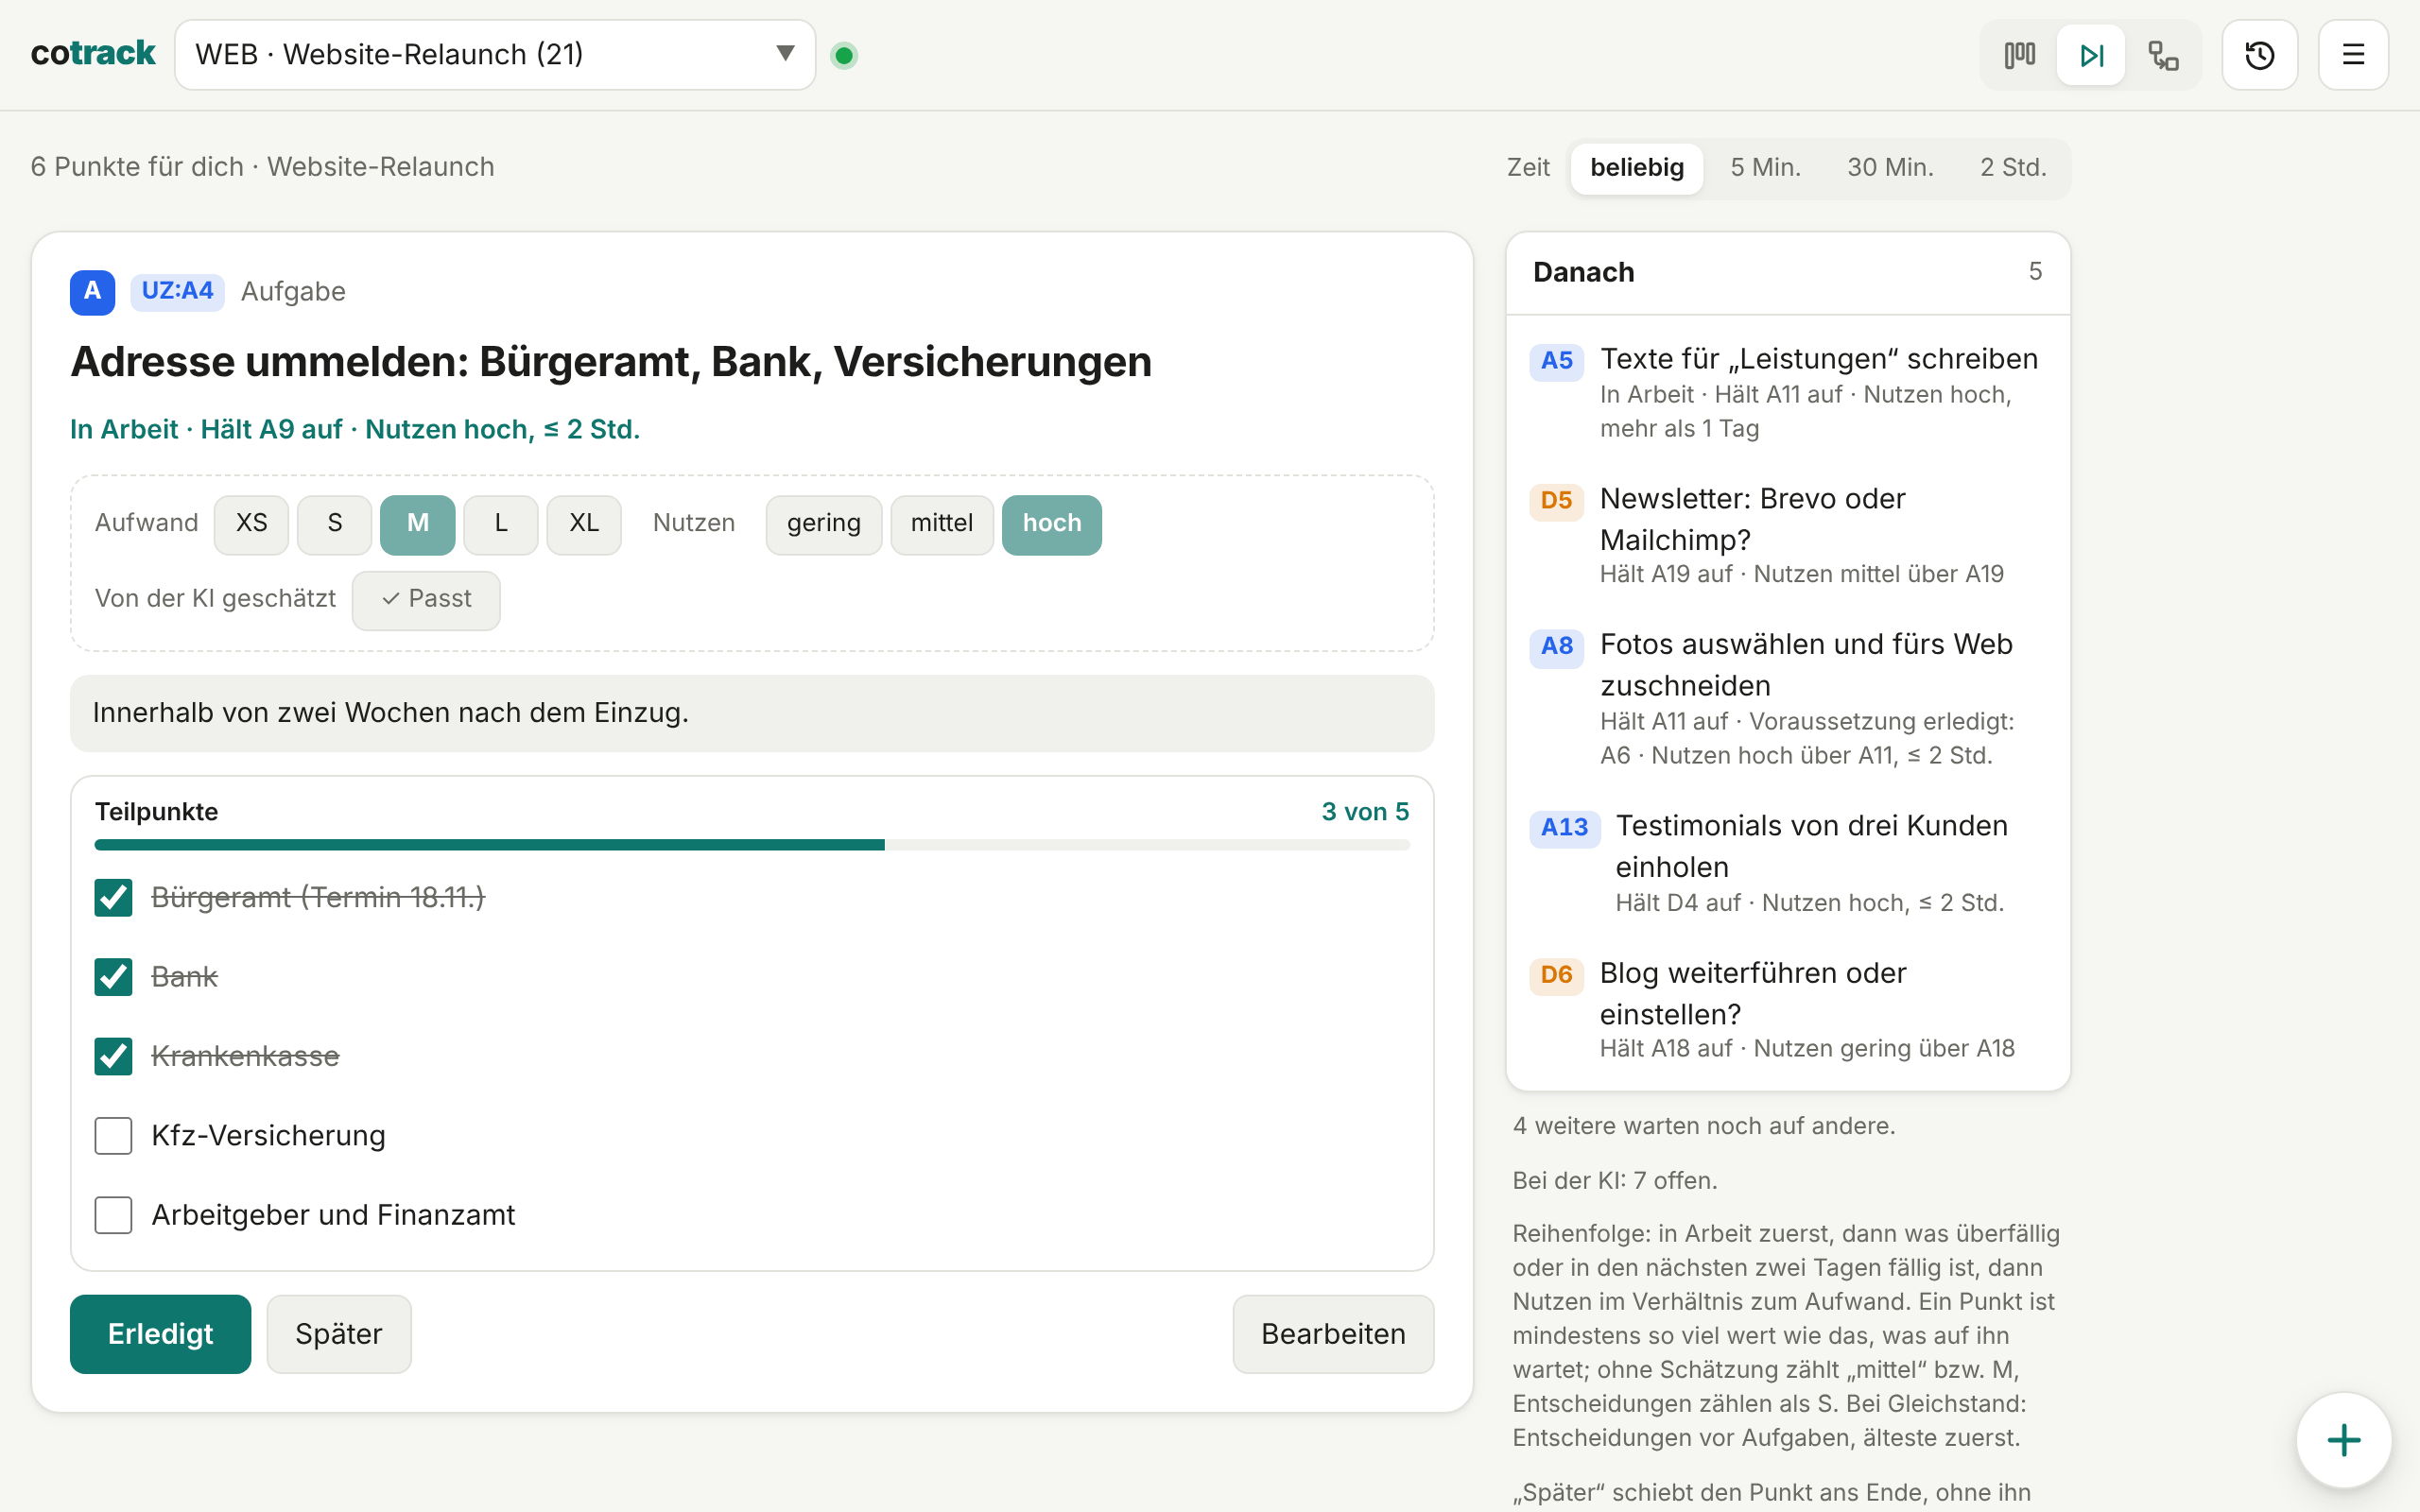 cotrack
WEB · Website-Relaunch (21)
6 Punkte für dich · Website-Relaunch
Zeit beliebig 5 Min. 30 Min. 2 Std.
A UZ:A4 Aufgabe
Adresse ummelden: Bürgeramt, Bank, Versicherungen
In Arbeit · Hält A9 auf · Nutzen hoch, ≤ 2 Std.
Aufwand XS S M L XL Nutzen gering mittel hoch
Von der KI geschätzt ✓ Passt
Innerhalb von zwei Wochen nach dem Einzug.
Teilpunkte 3 von 5
Bürgeramt (Termin 18.11.)
Bank
Krankenkasse
Kfz-Versicherung
Arbeitgeber und Finanzamt
Erledigt Später Bearbeiten
Danach 5
A5 Texte für „Leistungen“ schreiben
In Arbeit · Hält A11 auf · Nutzen hoch,
mehr als 1 Tag
D5 Newsletter: Brevo oder
Mailchimp?
Hält A19 auf · Nutzen mittel über A19
A8 Fotos auswählen und fürs Web
zuschneiden
Hält A11 auf · Voraussetzung erledigt:
A6 · Nutzen hoch über A11, ≤ 2 Std.
A13 Testimonials von drei Kunden
einholen
Hält D4 auf · Nutzen hoch, ≤ 2 Std.
D6 Blog weiterführen oder
einstellen?
Hält A18 auf · Nutzen gering über A18
4 weitere warten noch auf andere.
Bei der KI: 7 offen.
Reihenfolge: in Arbeit zuerst, dann was überfällig
oder in den nächsten zwei Tagen fällig ist, dann
Nutzen im Verhältnis zum Aufwand. Ein Punkt ist
mindestens so viel wert wie das, was auf ihn
wartet; ohne Schätzung zählt „mittel“ bzw. M,
Entscheidungen zählen als S. Bei Gleichstand:
Entscheidungen vor Aufgaben, älteste zuerst.
„Später“ schiebt den Punkt ans Ende, ohne ihn